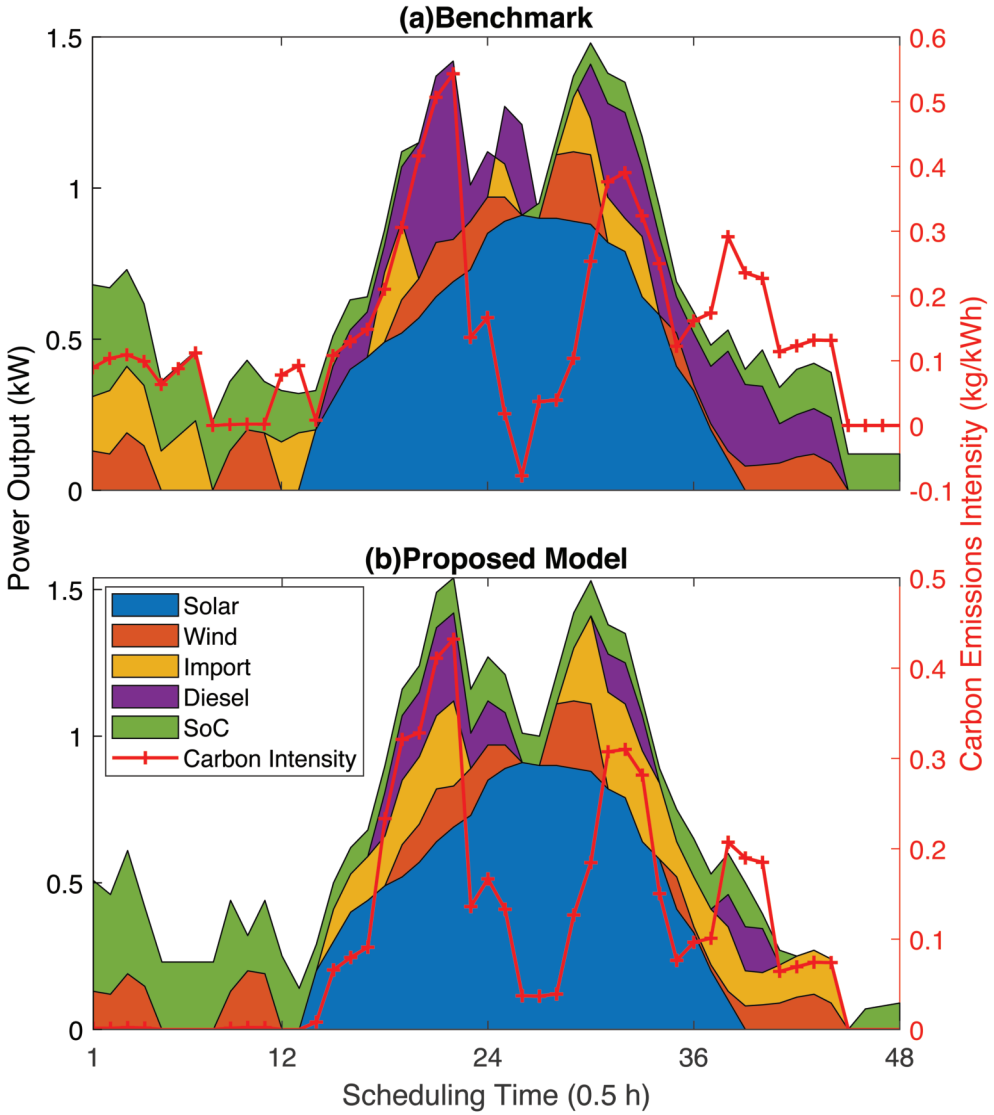 (a)Benchmark
1.5
1
0.5
0
0.6
0.5
0.4
0.3
0.2
0.1
0
-0.1
Power Output (kW)
Carbon Emissions Intensity (kg/kWh)
(b)Proposed Model
1.5
1
0.5
0
Solar
Wind
Import
Diesel
SoC
Carbon Intensity
0.5
0.4
0.3
0.2
0.1
0
1 12 24 36 48
Scheduling Time (0.5 h)